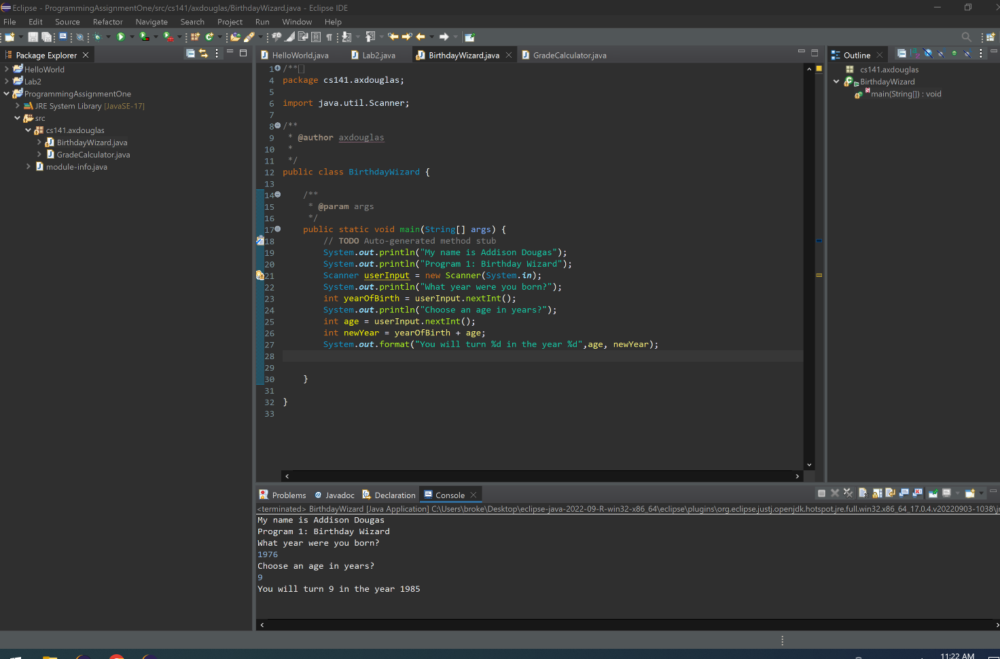 Eclipse - ProgrammingAssignmentOne/src/cs141/axdouglas/BirthdayWizard.java - Eclipse IDE
File Edit Source Refactor Navigate Search Project Run Window Help
Package Explorer
HelloWorld
Lab2
ProgrammingAssignmentOne
JRE System Library [JavaSE-17]
src
cs141.axdouglas
BirthdayWizard.java
GradeCalculator.java
module-info.java
HelloWorld.java Lab2.java BirthdayWizard.java GradeCalculator.java
1 /**
4 package cs141.axdouglas;
5
6 import java.util.Scanner;
7
8 /**
9 * @author axdouglas
10 *
11 */
12 public class BirthdayWizard {
13
14 /**
15 * @param args
16 */
17 public static void main(String[] args) {
18 // TODO Auto-generated method stub
19 System.out.println("My name is Addison Dougas");
20 System.out.println("Program 1: Birthday Wizard");
21 Scanner userInput = new Scanner(System.in);
22 System.out.println("What year were you born?");
23 int yearOfBirth = userInput.nextInt();
24 System.out.println("Choose an age in years?");
25 int age = userInput.nextInt();
26 int newYear = yearOfBirth + age;
27 System.out.format("You will turn %d in the year %d",age, newYear);
28
29
30 }
31
32 }
33
Outline
cs141.axdouglas
BirthdayWizard
main(String[]) : void
Problems Javadoc Declaration Console
<terminated> BirthdayWizard [Java Application] C:\Users\broke\Desktop\eclipse-java-2022-09-R-win32-x86_64\eclipse\plugins\org.eclipse.justj.openjdk.hotspot.jre.full.win32.x86_64_17.0.4.v20220903-1038\jr
My name is Addison Dougas
Program 1: Birthday Wizard
What year were you born?
1976
Choose an age in years?
9
You will turn 9 in the year 1985
11:22 AM